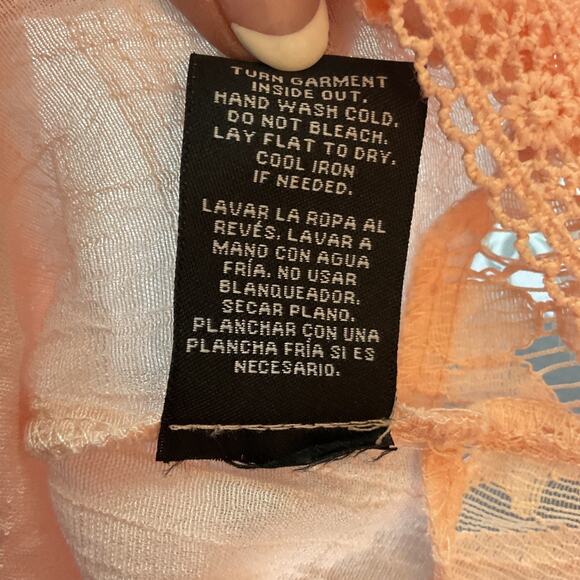 TURN GARMENT
INSIDE OUT.
HAND WASH COLD.
DO NOT BLEACH.
LAY FLAT TO DRY.
COOL IRON
IF NEEDED.
LAVAR LA ROPA AL
REVÉS. LAVAR A
MANO CON AGUA
FRÍA. NO USAR
BLANQUEADOR.
SECAR PLANO.
PLANCHAR CON UNA
PLANCHA FRÍA SI ES
NECESARIO.